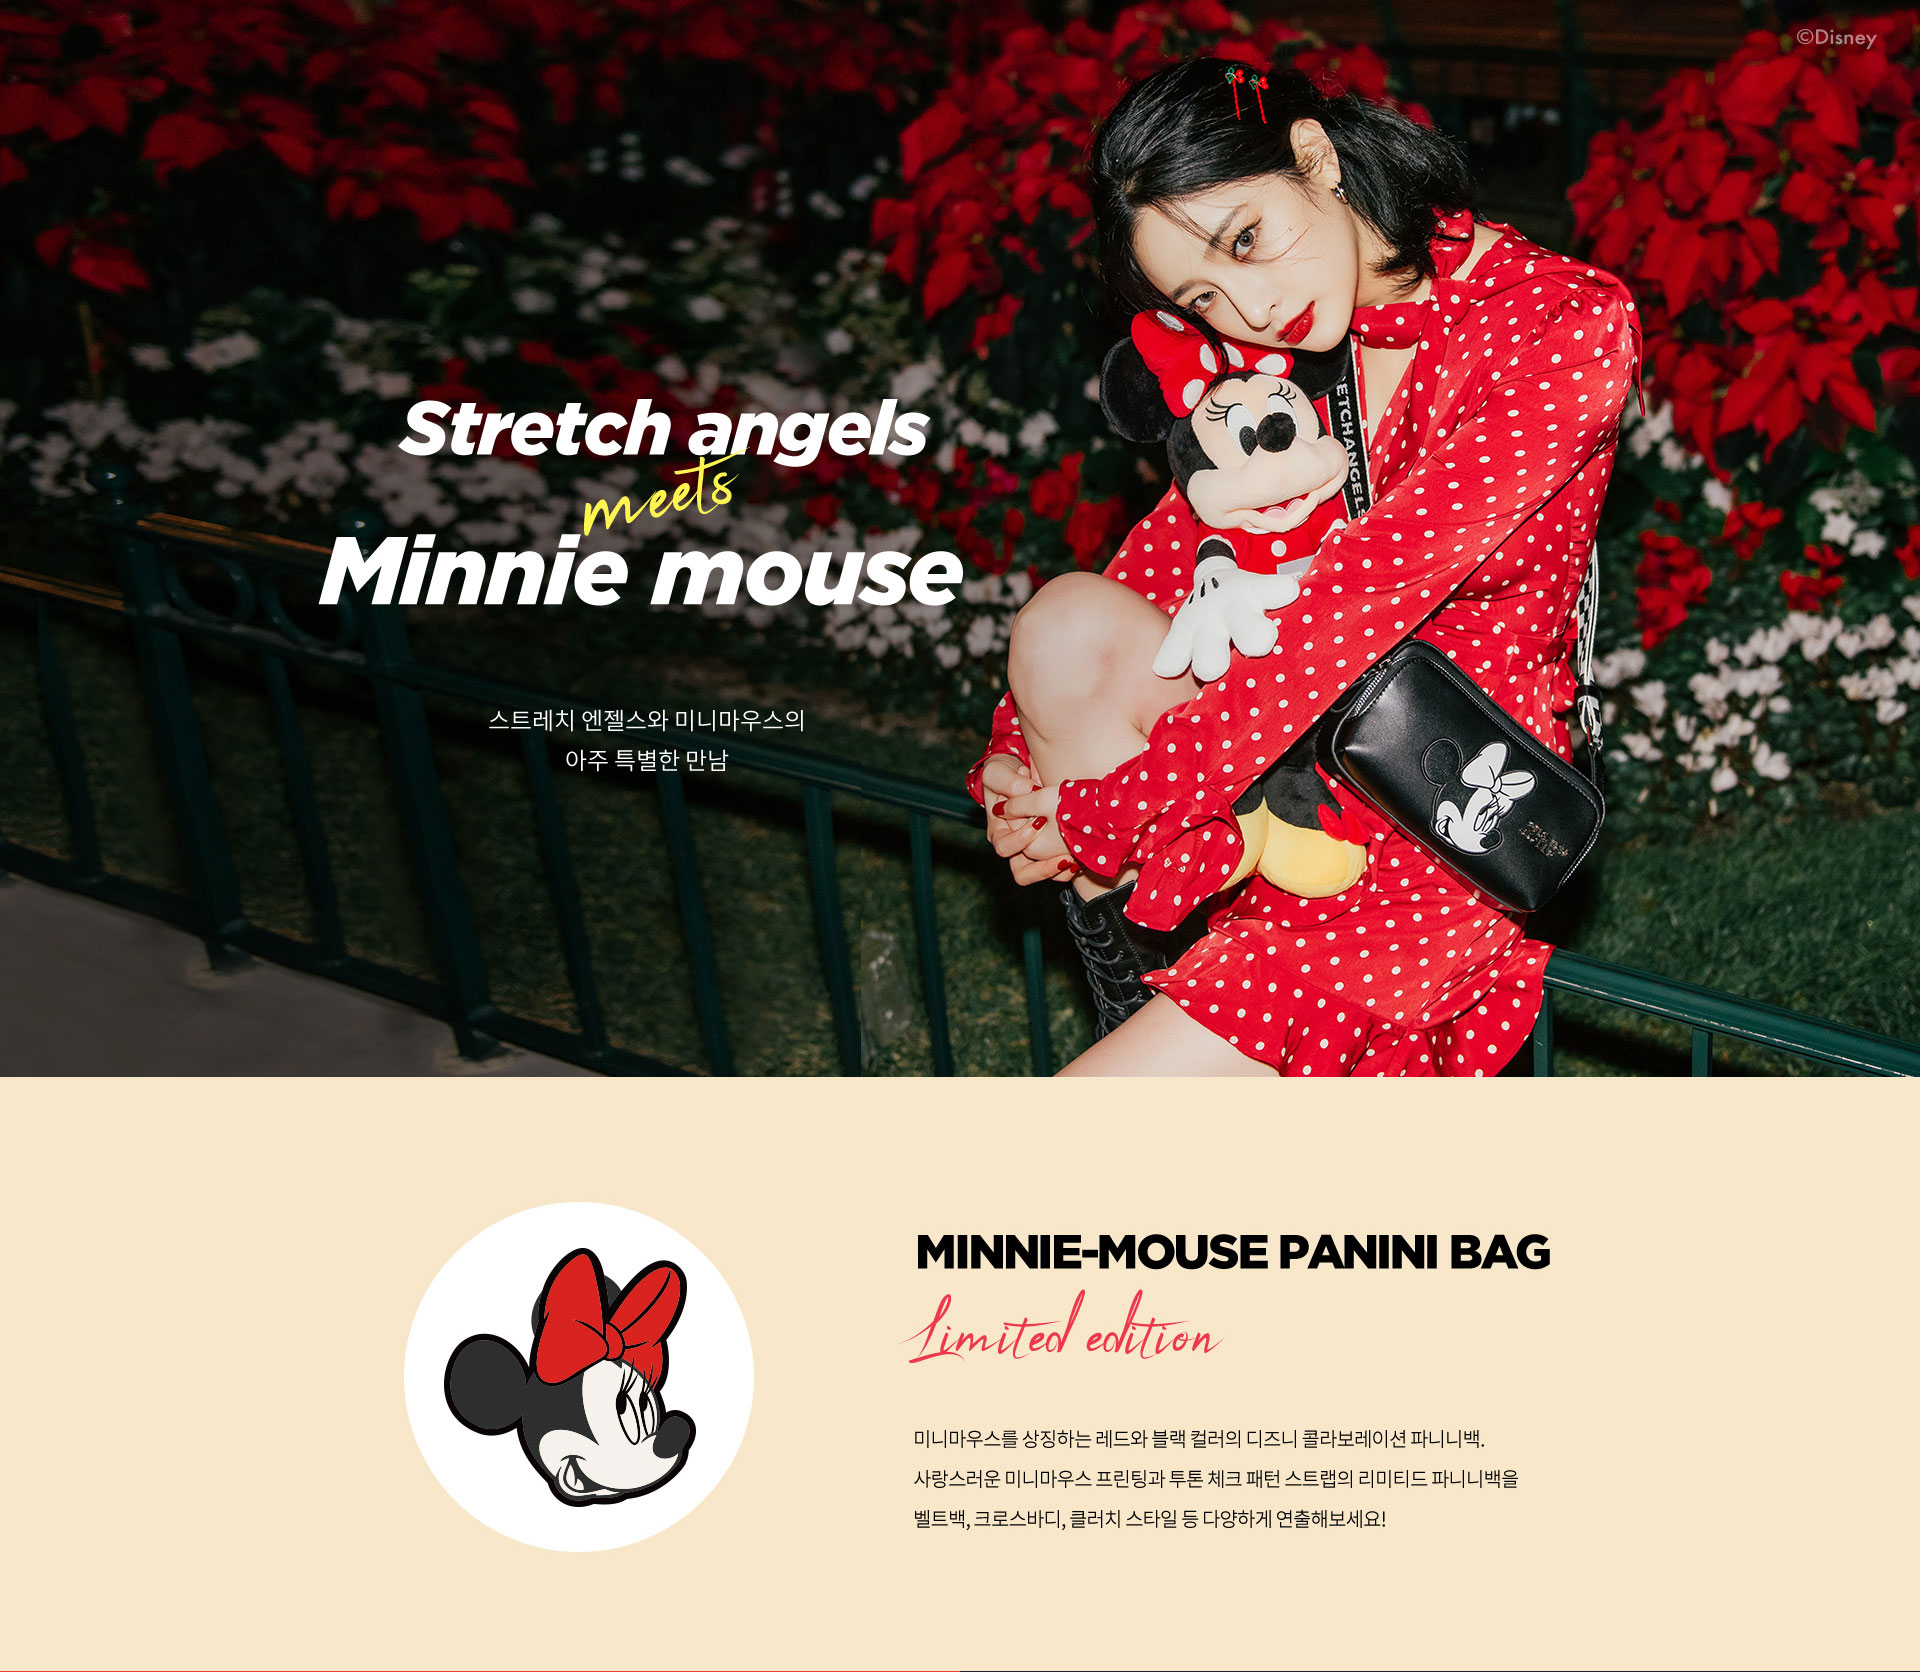 ©Disney
Stretch angels
meets
Minnie mouse
스트레치 엔젤스와 미니마우스의
아주 특별한 만남
ETCHANGELS
MINNIE-MOUSE PANINI BAG
Limited edition
미니마우스를 상징하는 레드와 블랙 컬러의 디즈니 콜라보레이션 파니니백.
사랑스러운 미니마우스 프린팅과 투톤 체크 패턴 스트랩의 리미티드 파니니백을
벨트백, 크로스바디, 클러치 스타일 등 다양하게 연출해보세요!